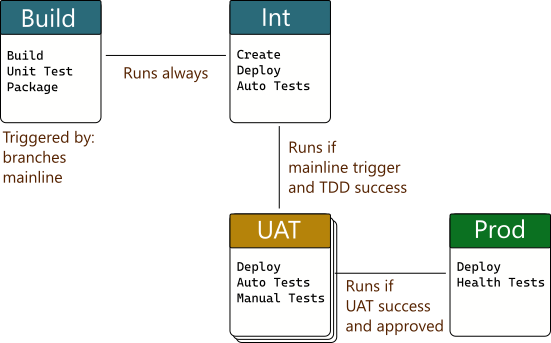 Build
Build
Unit Test
Package
Triggered by:
branches
mainline
Runs always
Int
Create
Deploy
Auto Tests
Runs if
mainline trigger
and TDD success
UAT
Deploy
Auto Tests
Manual Tests
Runs if
UAT success
and approved
Prod
Deploy
Health Tests